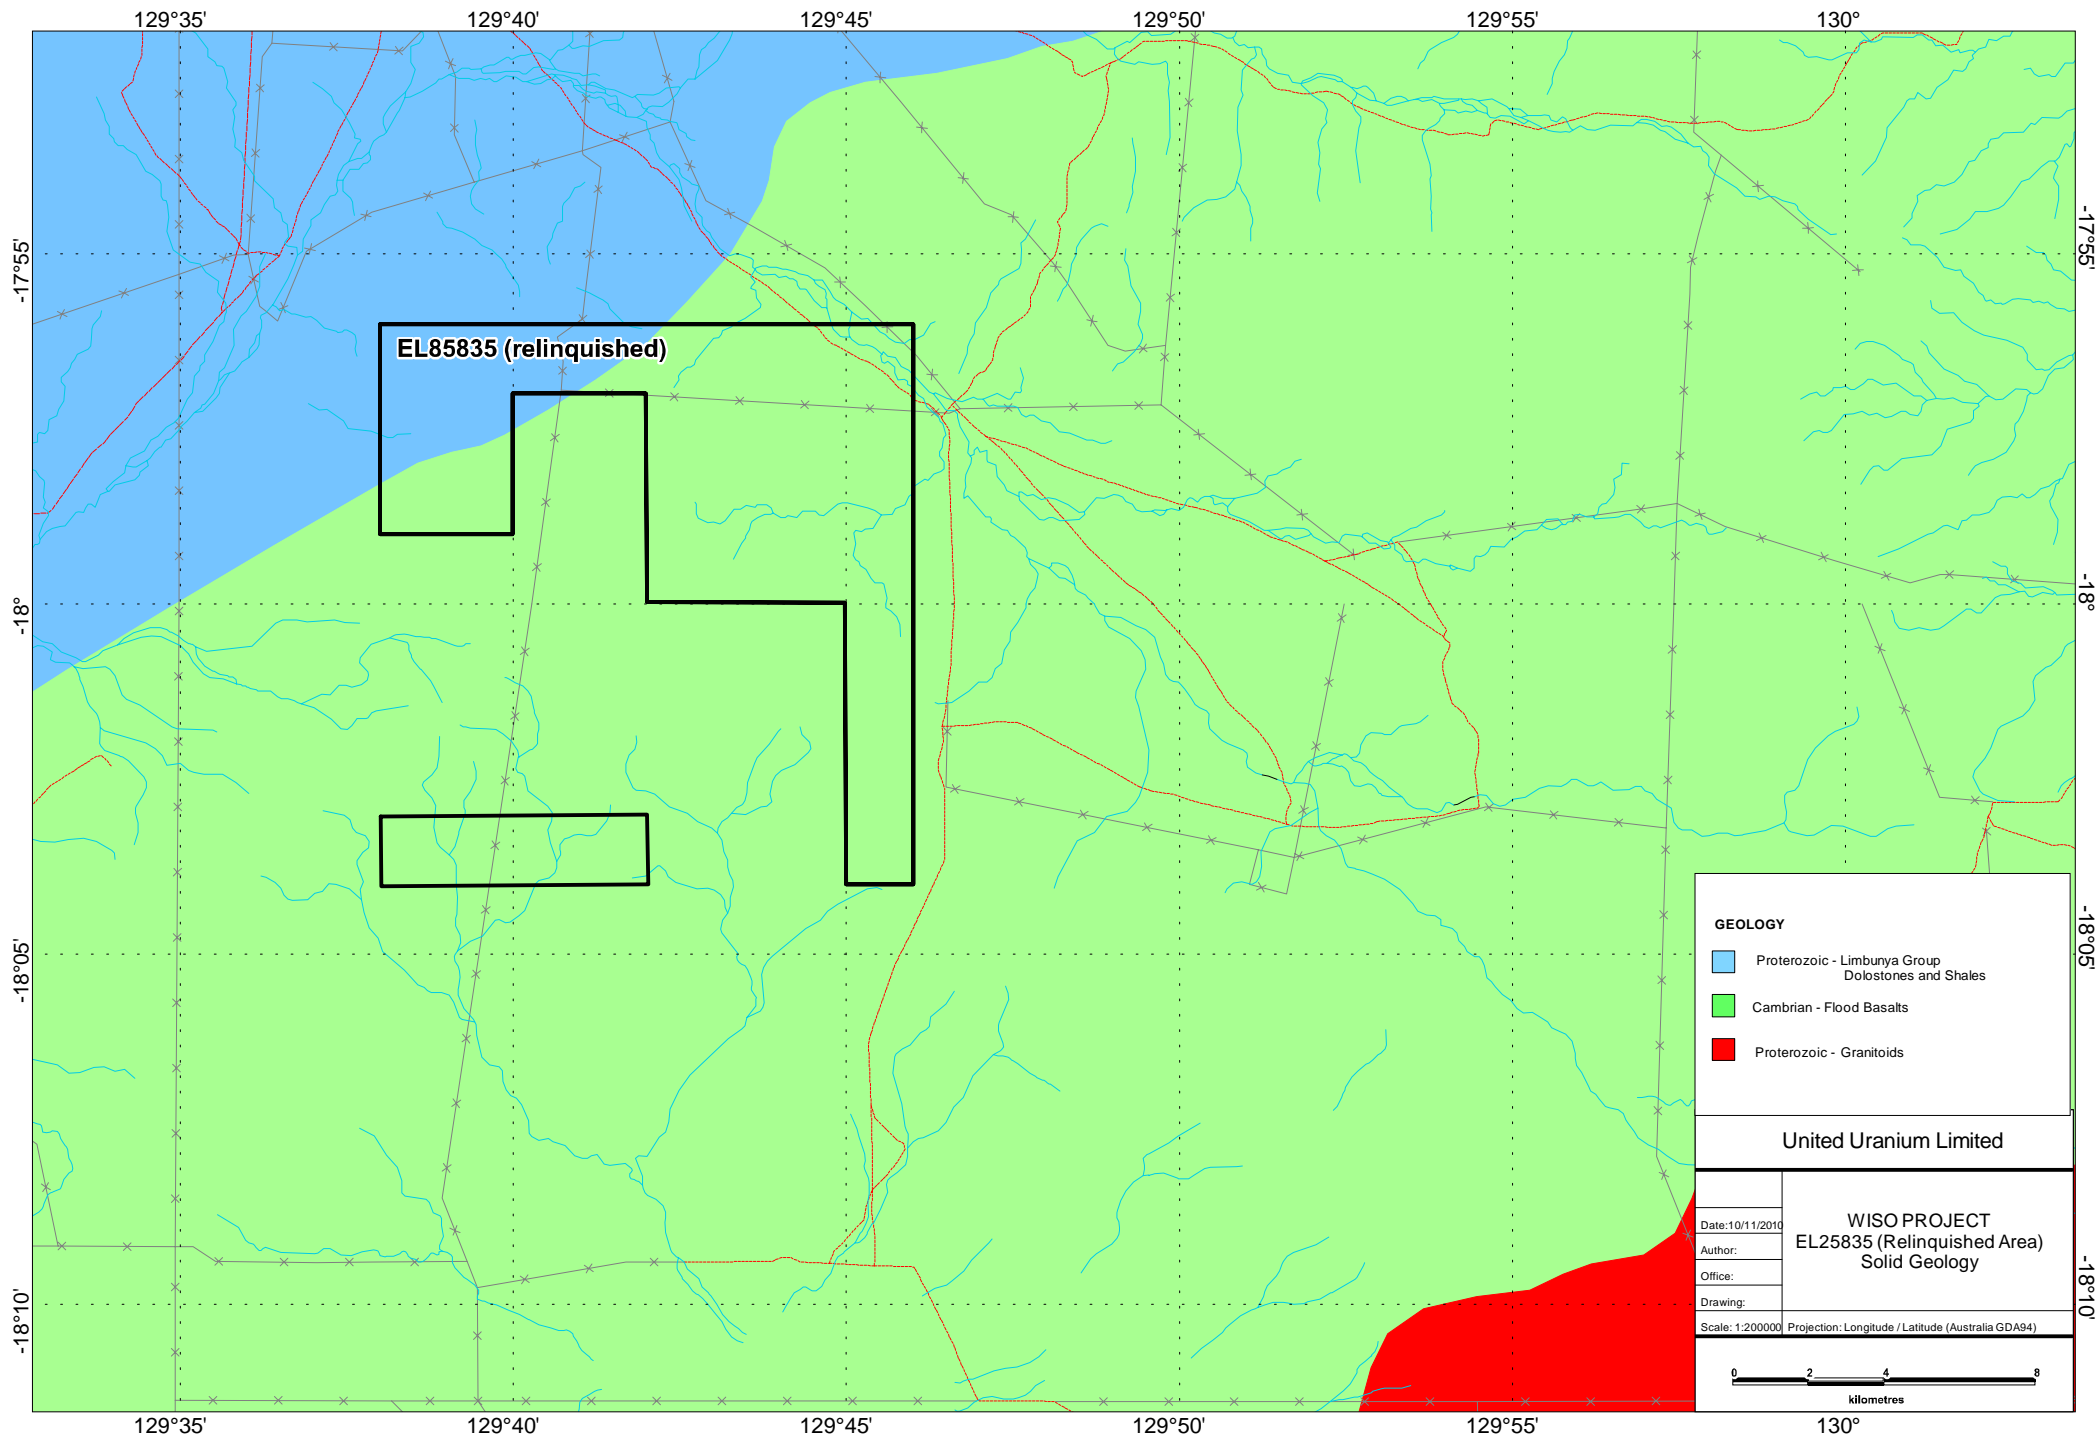 129°35'
129°40'
129°45'
129°50'
129°55'
130°
-17°55'
-17°55'
EL85835 (relinquished)
-18°
-18°
-18°05'
-18°05'
GEOLOGY
Proterozoic - Limbunya Group
Dolostones and Shales
Cambrian - Flood Basalts
Proterozoic - Granitoids
United Uranium Limited
WISO PROJECT
EL25835 (Relinquished Area)
Solid Geology
Date:10/11/2010
Author:
Office:
Drawing:
Scale: 1:200000
Projection: Longitude / Latitude (Australia GDA94)
-18°10'
-18°10'
0 2 4 8
kilometres
129°35'
129°40'
129°45'
129°50'
129°55'
130°